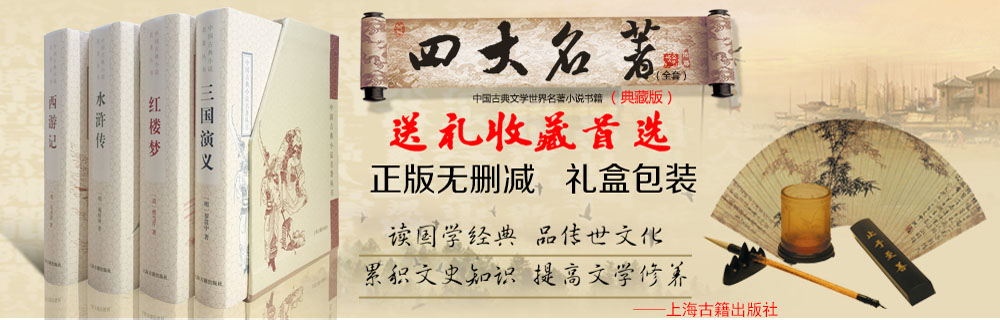 西游记
水浒传
红楼梦
三国演义
四大名著
(全套)
中国古典文学世界名著小说书籍（典藏版）
送礼收藏首选
正版无删减 礼盒包装
读国学经典 品传世文化
累积文史知识 提高文学修养
——上海古籍出版社
止于至善